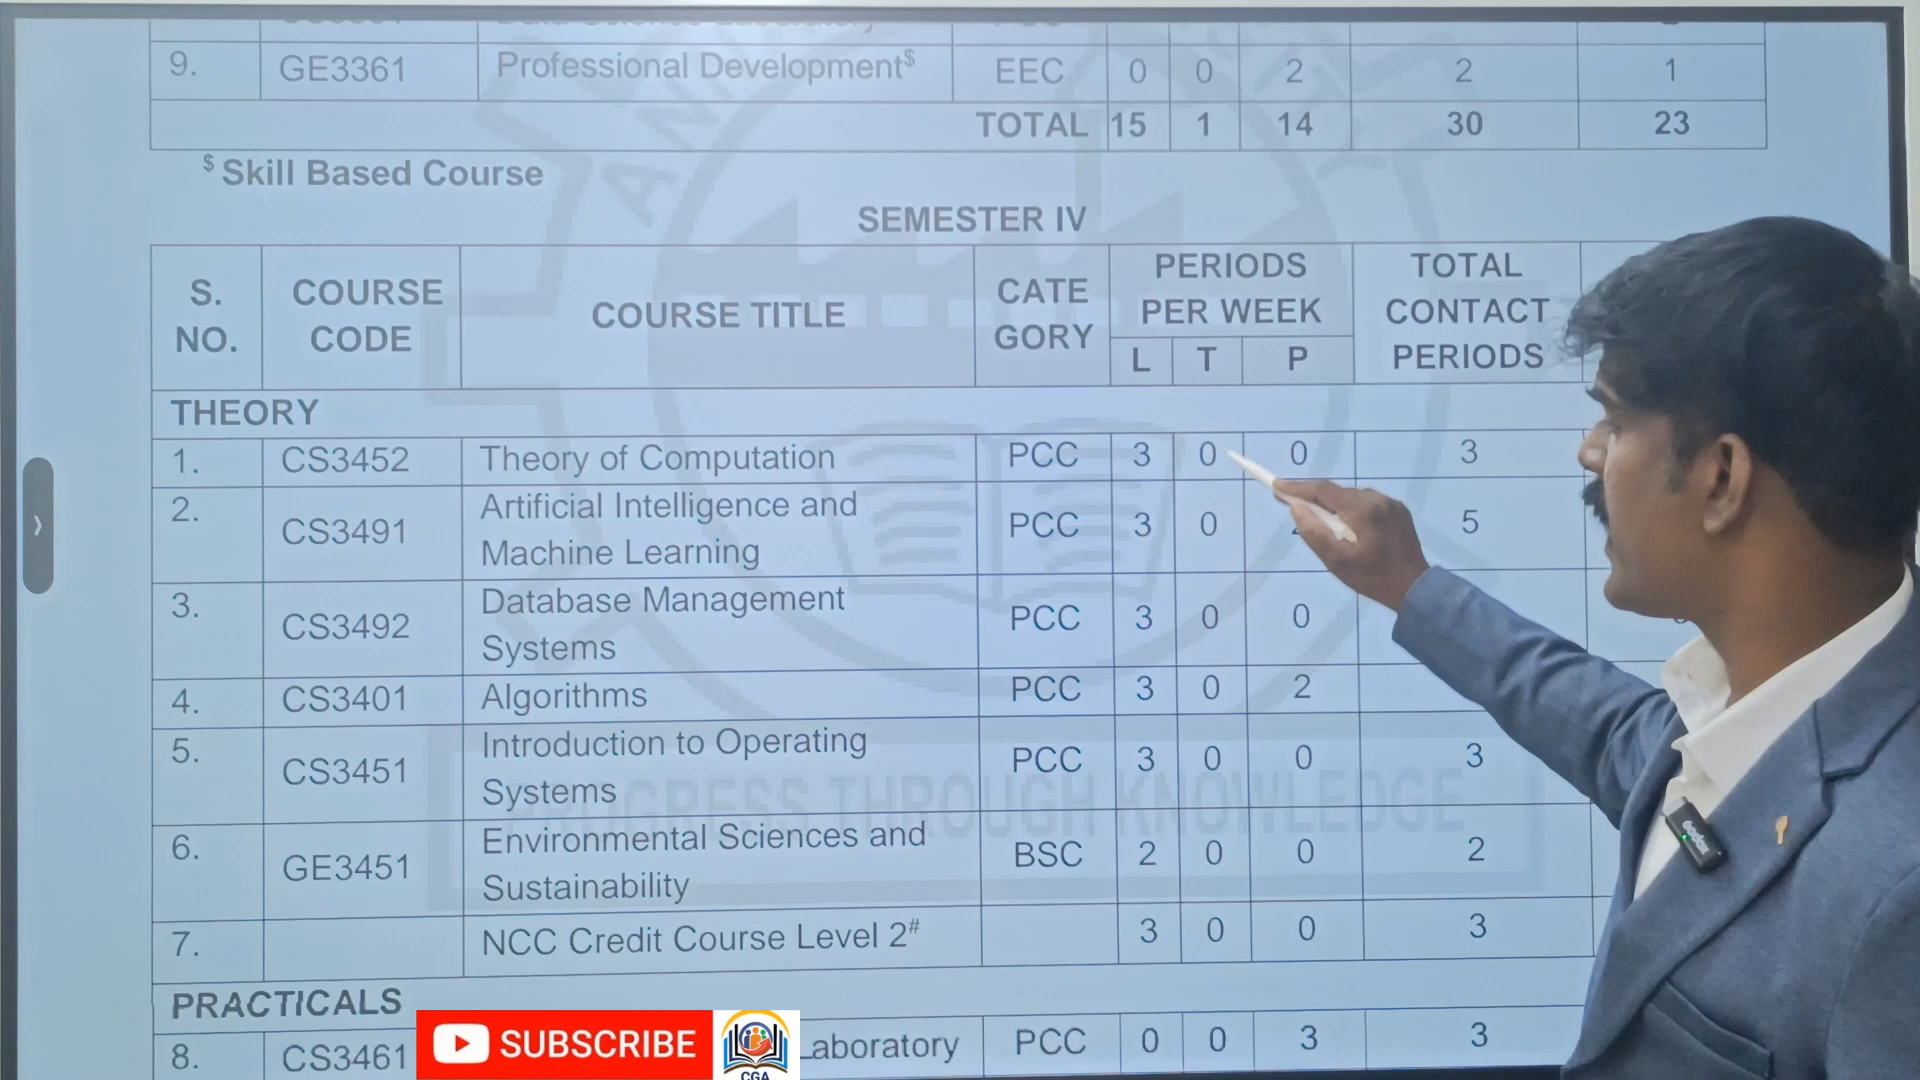 9. GE3361 Professional Development$ EEC 0 0 2 2 1
TOTAL 15 1 14 30 23
$ Skill Based Course
SEMESTER IV
S. NO. COURSE CODE COURSE TITLE CATE GORY PERIODS PER WEEK TOTAL CONTACT PERIODS
L T P
THEORY
1. CS3452 Theory of Computation PCC 3 0 0 3
2. CS3491 Artificial Intelligence and Machine Learning PCC 3 0 5
3. CS3492 Database Management Systems PCC 3 0 0
4. CS3401 Algorithms PCC 3 0 2
5. CS3451 Introduction to Operating Systems PCC 3 0 0 3
6. GE3451 Environmental Sciences and Sustainability BSC 2 0 0 2
7. NCC Credit Course Level 2# 3 0 0 3
PRACTICALS
8. CS3461 Laboratory PCC 0 0 3 3
PROGRESS THROUGH KNOWLEDGE
SUBSCRIBE
CGA